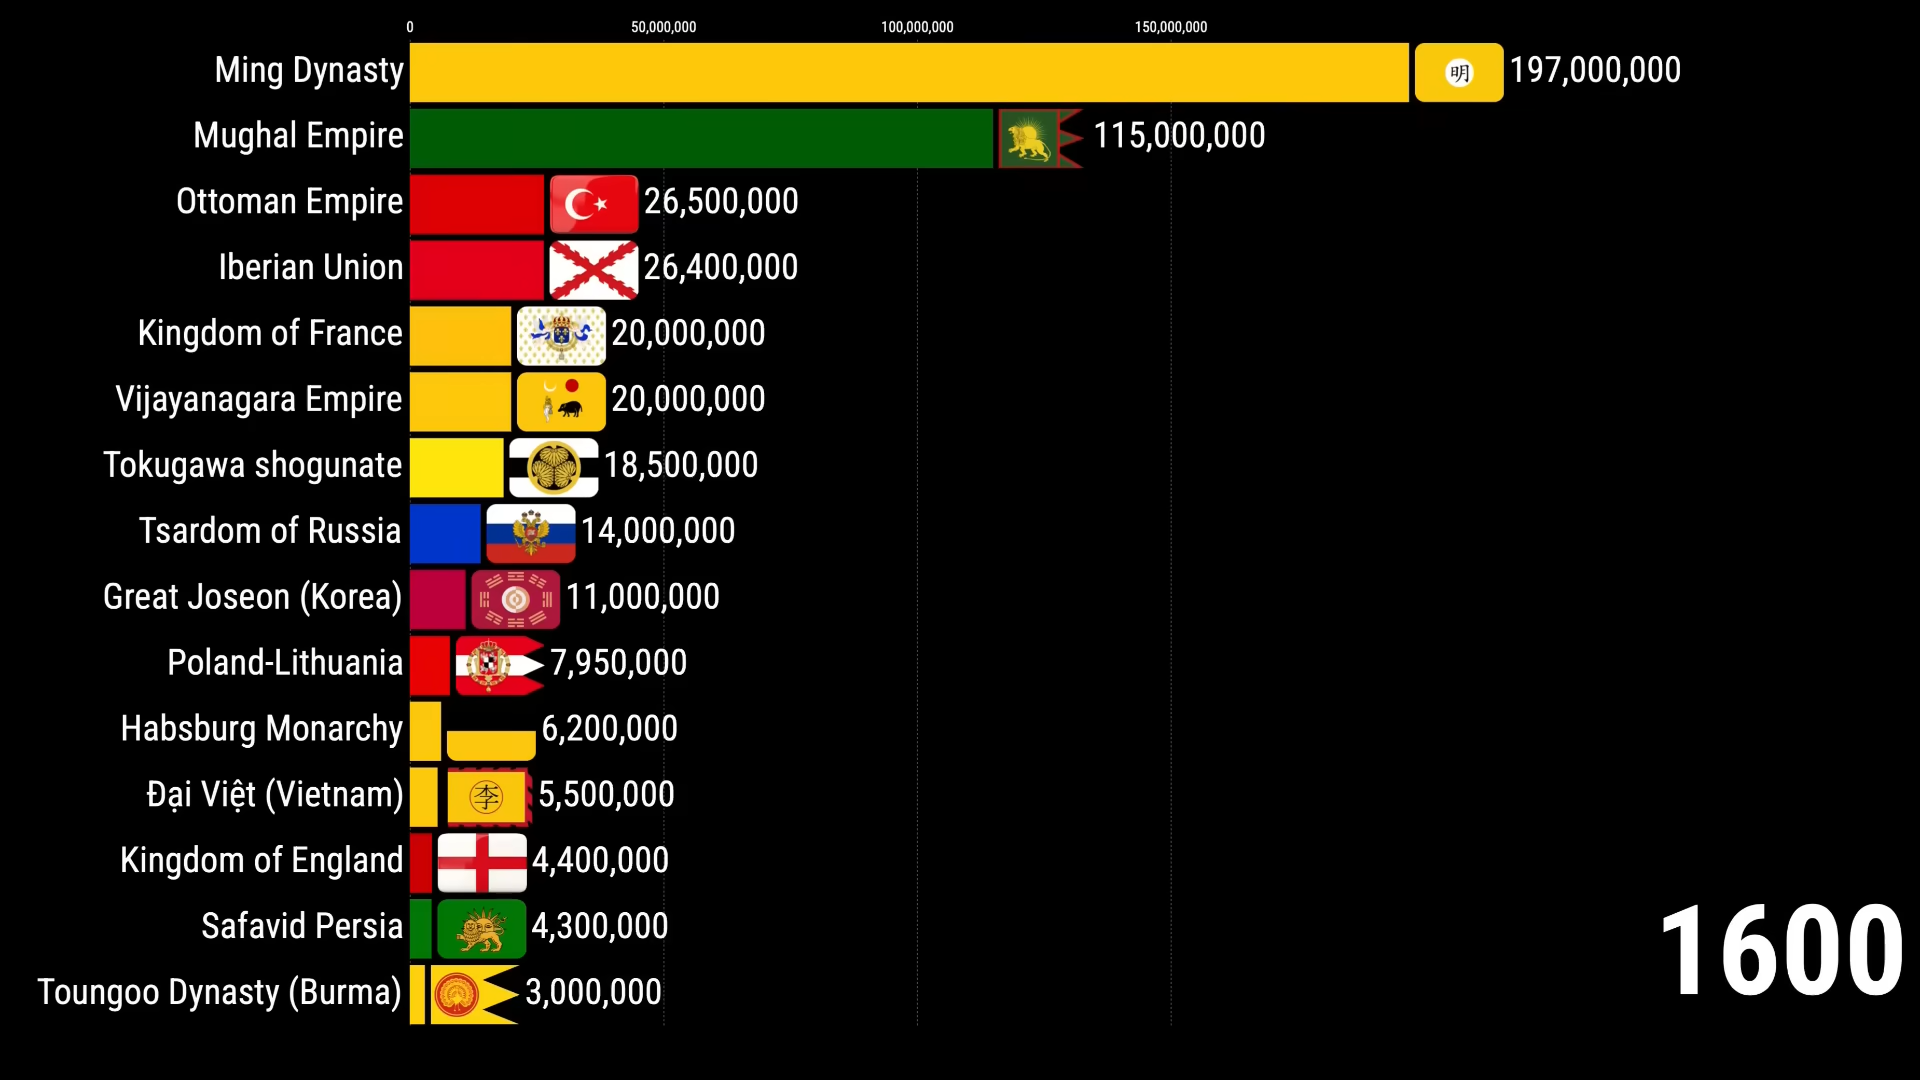 0 50,000,000 100,000,000 150,000,000
Ming Dynasty 明 197,000,000
Mughal Empire 115,000,000
Ottoman Empire 26,500,000
Iberian Union 26,400,000
Kingdom of France 20,000,000
Vijayanagara Empire 20,000,000
Tokugawa shogunate 18,500,000
Tsardom of Russia 14,000,000
Great Joseon (Korea) 11,000,000
Poland-Lithuania 7,950,000
Habsburg Monarchy 6,200,000
Đại Việt (Vietnam) 李 5,500,000
Kingdom of England 4,400,000
Safavid Persia 4,300,000
Toungoo Dynasty (Burma) 3,000,000
1600